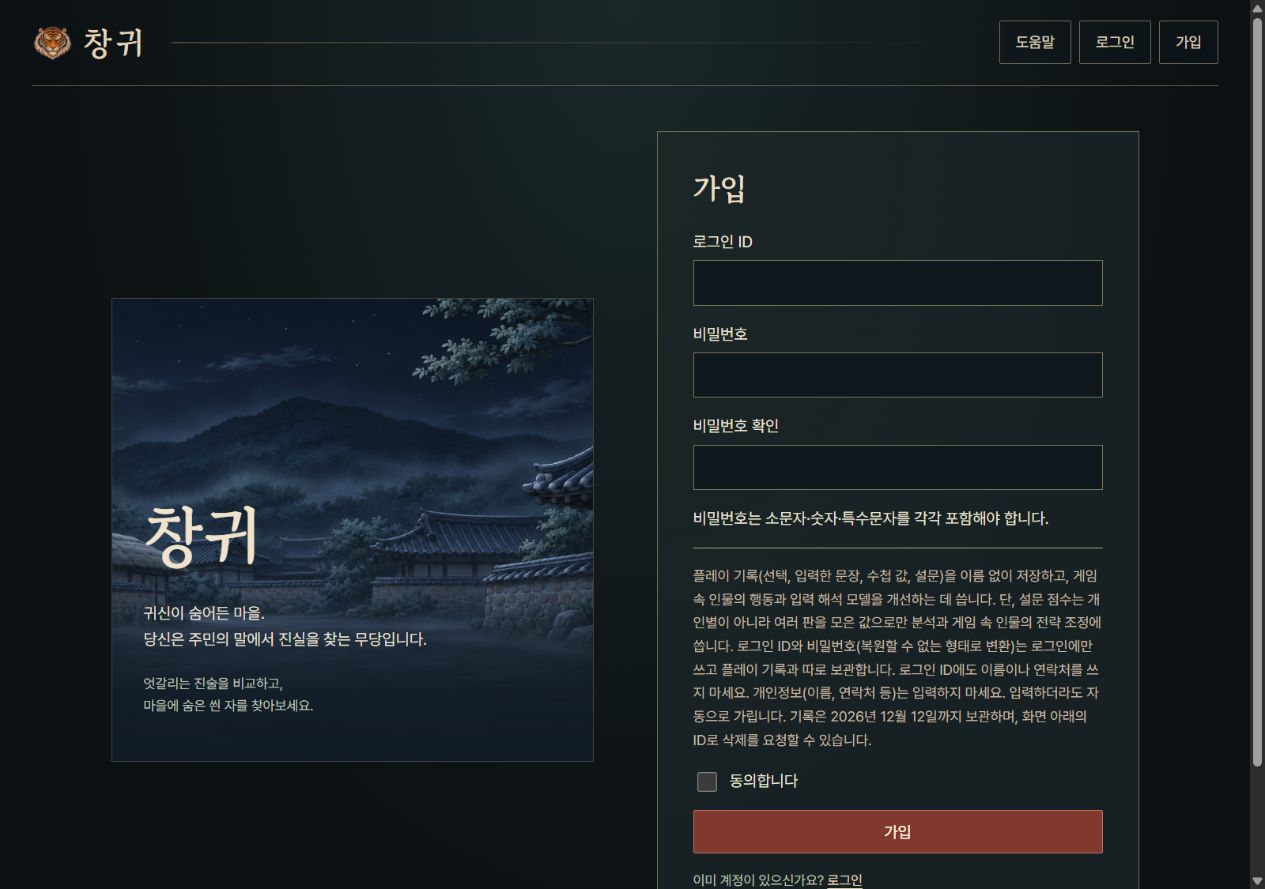 창귀
도움말
로그인
가입
창귀
귀신이 숨어든 마을.
당신은 주민의 말에서 진실을 찾는 무당입니다.
엇갈리는 진술을 비교하고,
마을에 숨은 씐 자를 찾아보세요.
가입
로그인 ID
비밀번호
비밀번호 확인
비밀번호는 소문자·숫자·특수문자를 각각 포함해야 합니다.
플레이 기록(선택, 입력한 문장, 수첩 값, 설문)을 이름 없이 저장하고, 게임
속 인물의 행동과 입력 해석 모델을 개선하는 데 씁니다. 단, 설문 점수는 개
인별이 아니라 여러 판을 모은 값으로만 분석과 게임 속 인물의 전략 조정에
씁니다. 로그인 ID와 비밀번호(복원할 수 없는 형태로 변환)는 로그인에만
쓰고 플레이 기록과 따로 보관합니다. 로그인 ID에도 이름이나 연락처를 쓰
지 마세요. 개인정보(이름, 연락처 등)는 입력하지 마세요. 입력하더라도 자
동으로 가립니다. 기록은 2026년 12월 12일까지 보관하며, 화면 아래의
ID로 삭제를 요청할 수 있습니다.
동의합니다
가입
이미 계정이 있으신가요? 로그인